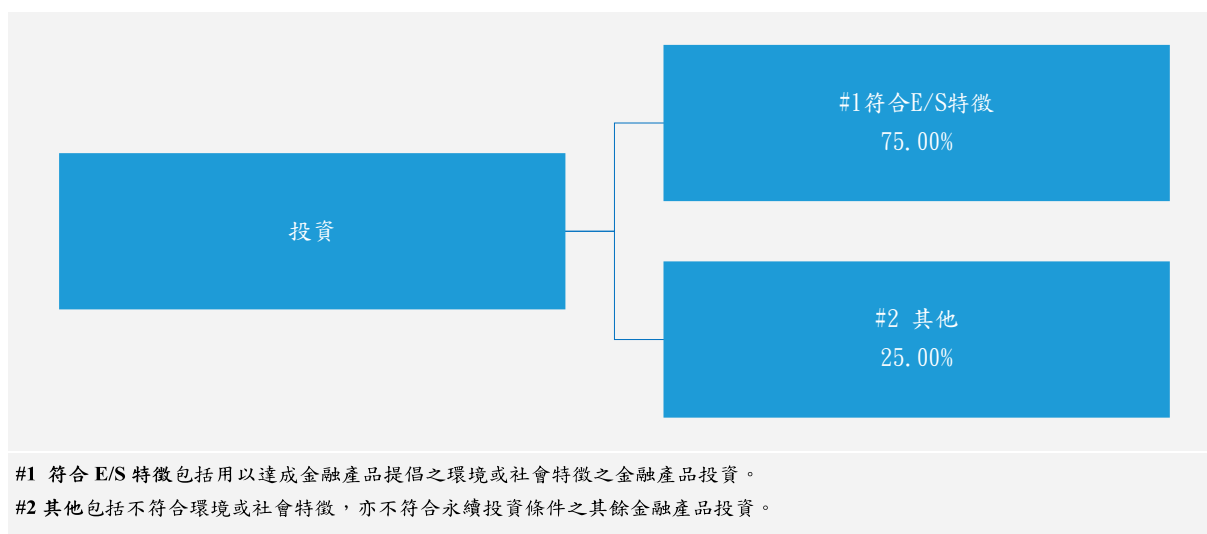 #1符合E/S特徵
75.00%
投資
#2 其他
25.00%
#1 符合 E/S 特徵包括用以達成金融產品提倡之環境或社會特徵之金融產品投資。
#2 其他包括不符合環境或社會特徵，亦不符合永續投資條件之其餘金融產品投資。